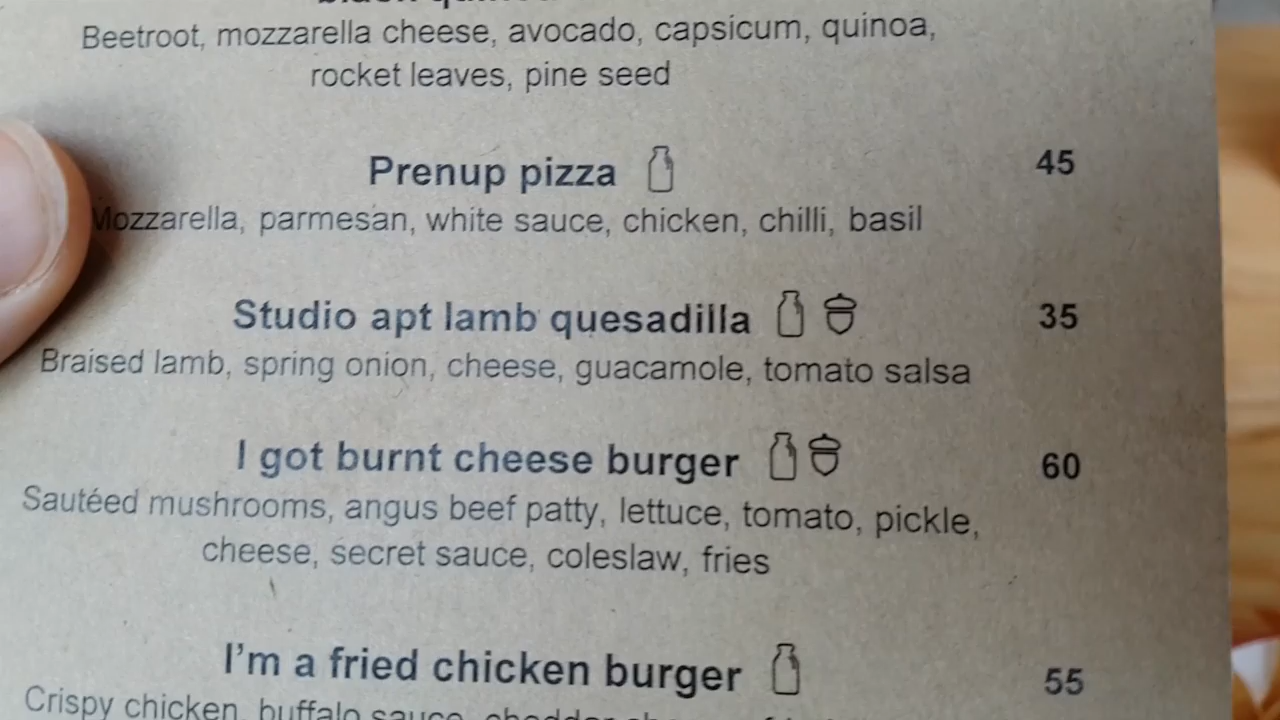 Beetroot, mozzarella cheese, avocado, capsicum, quinoa,
rocket leaves, pine seed
Prenup pizza 45
Mozzarella, parmesan, white sauce, chicken, chilli, basil
Studio apt lamb quesadilla 35
Braised lamb, spring onion, cheese, guacamole, tomato salsa
I got burnt cheese burger 60
Sautéed mushrooms, angus beef patty, lettuce, tomato, pickle,
cheese, secret sauce, coleslaw, fries
I'm a fried chicken burger 55
Crispy chicken, buffalo sauce,